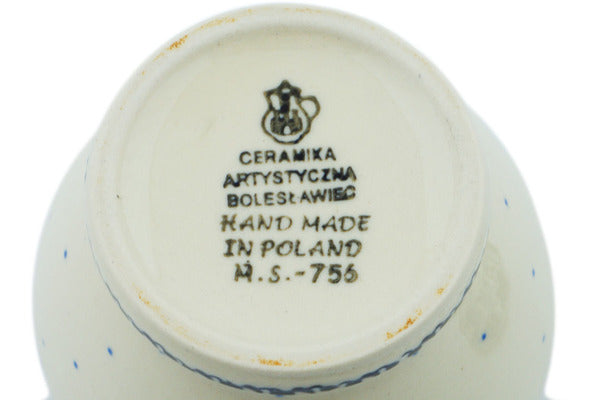 CERAMIKA
ARTYSTYCZNA
BOLESŁAWIEC
HAND MADE
IN POLAND
M.S.-756